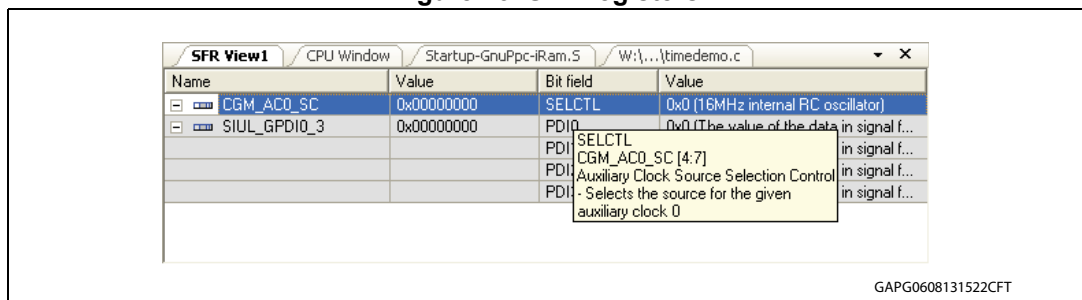 SFR View1 CPU Window Startup-GnuPpc-iRam.S W:\...\timedemo.c
Name Value Bit field Value
CGM_AC0_SC 0x00000000 SELCTL 0x0 (16MHz internal RC oscillator)
SIUL_GPDI0_3 0x00000000 PDI0 0x0 (The value of the data in signal f...
PDI in signal f...
PDI in signal f...
PDI in signal f...
SELCTL
CGM_AC0_SC [4:7]
Auxiliary Clock Source Selection Control
- Selects the source for the given
auxiliary clock 0
GAPG0608131522CFT